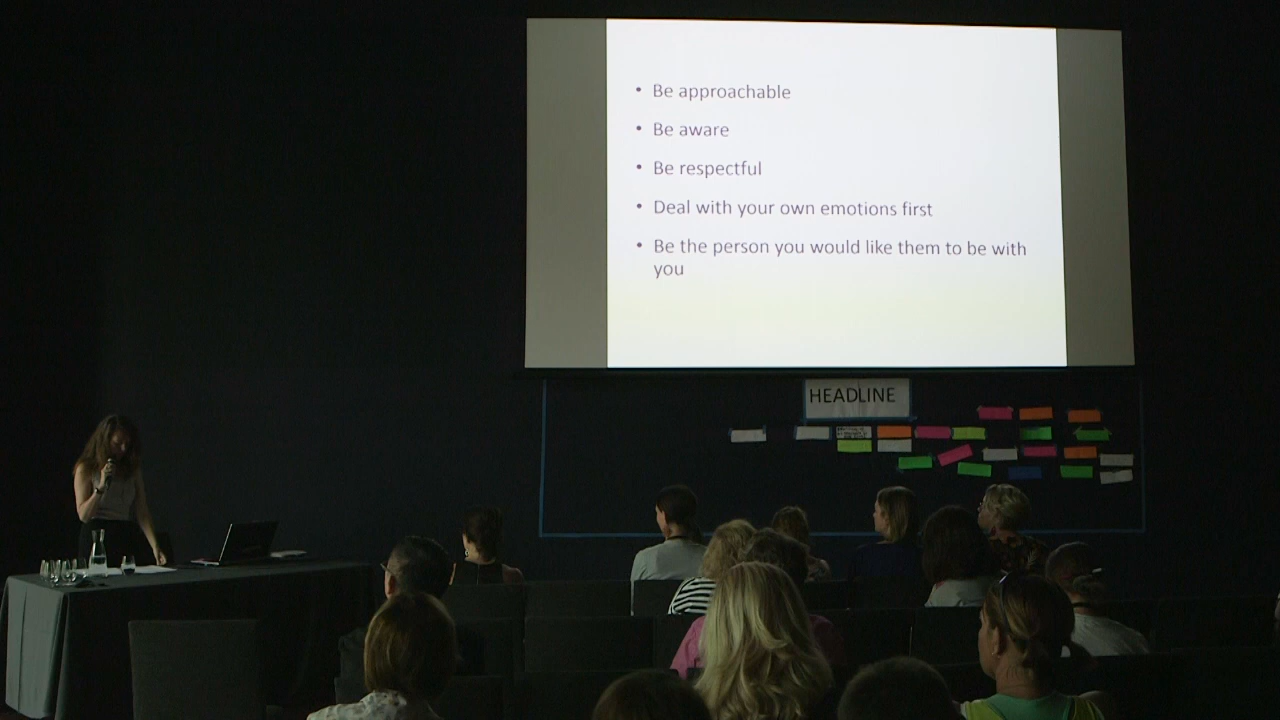 • Be approachable
• Be aware
• Be respectful
• Deal with your own emotions first
• Be the person you would like them to be with
you
HEADLINE